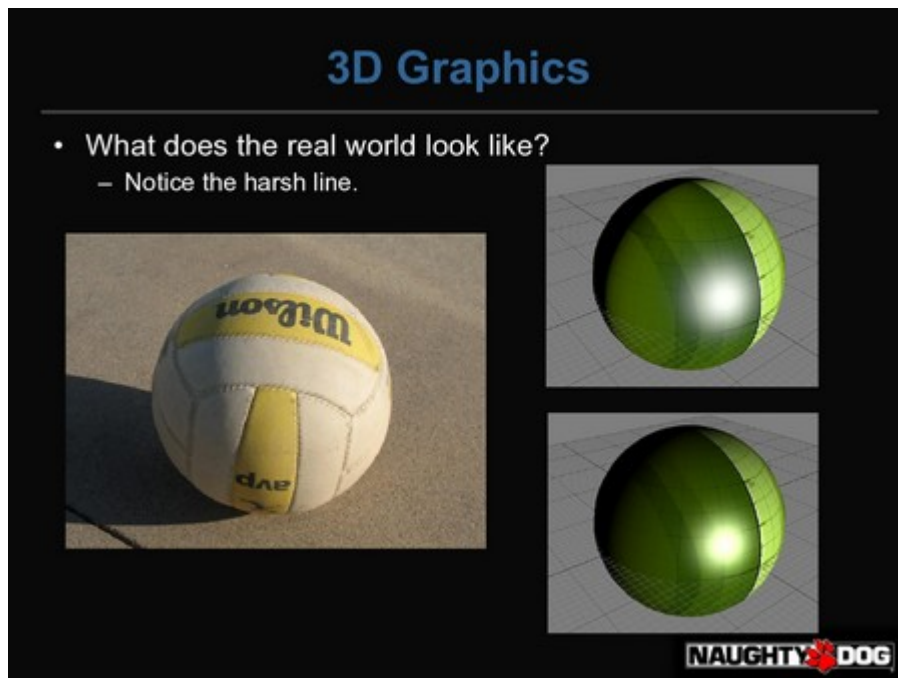 3D Graphics
• What does the real world look like?
– Notice the harsh line.
Wilson
avp
NAUGHTY DOG